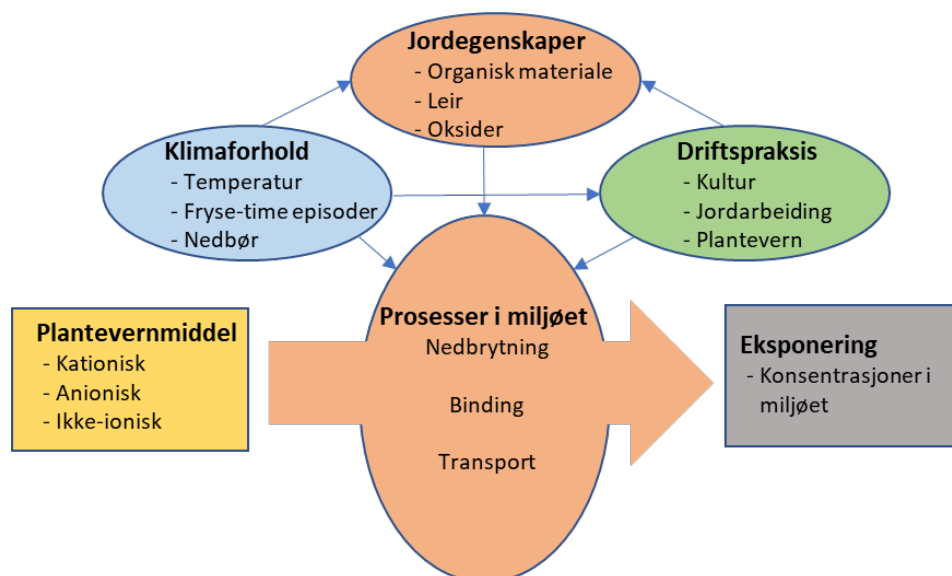 Jordegenskaper
- Organisk materiale
- Leir
- Oksider
Klimaforhold
- Temperatur
- Fryse-time episoder
- Nedbør
Driftspraksis
- Kultur
- Jordarbeiding
- Plantevern
Plantevernmiddel
- Kationisk
- Anionisk
- Ikke-ionisk
Prosesser i miljøet
Nedbrytning
Binding
Transport
Eksponering
- Konsentrasjoner i
miljøet